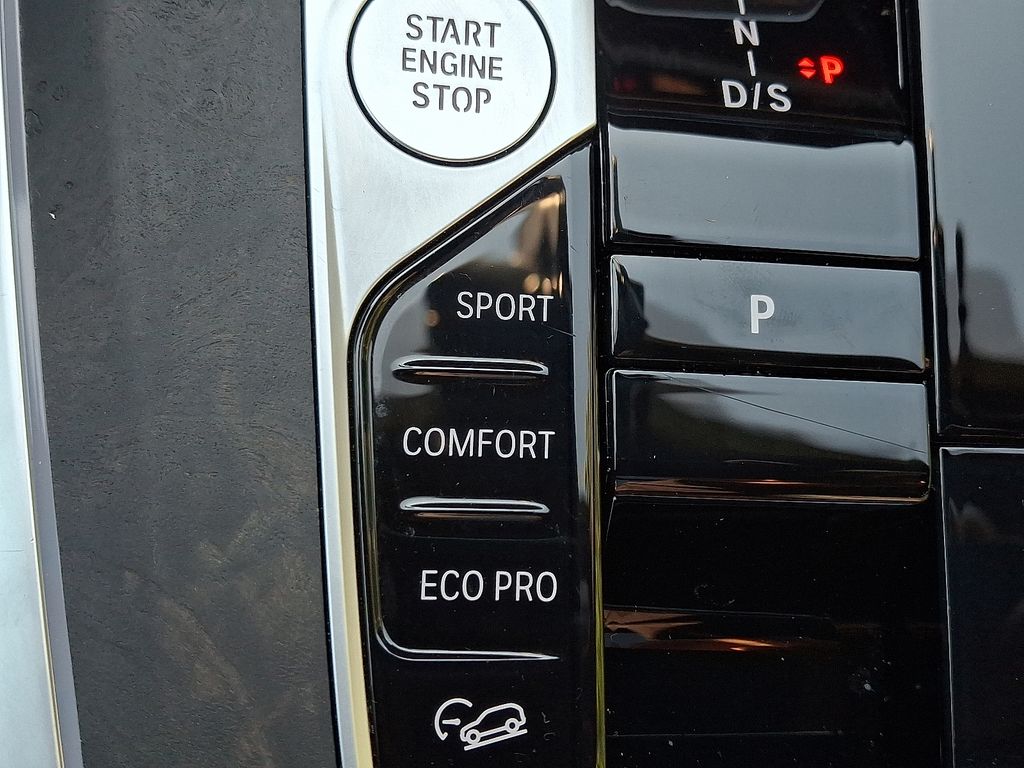 START
ENGINE
STOP
N
P
D/S
SPORT
P
COMFORT
ECO PRO